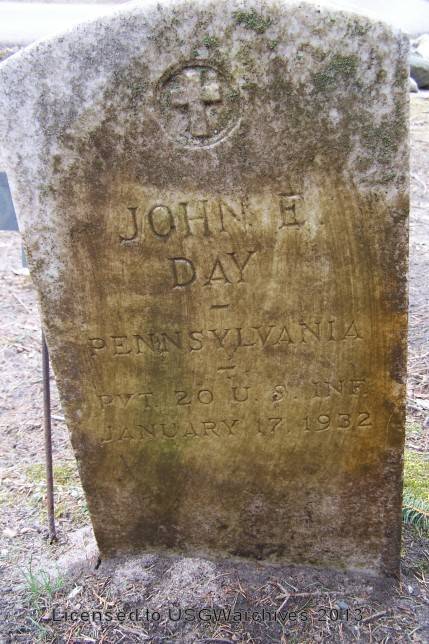 JOHN E.
DAY
–
PENNSYLVANIA
–
PVT. 20 U. S. INF.
JANUARY 17 1932
Licensed to USGWarchives 2013